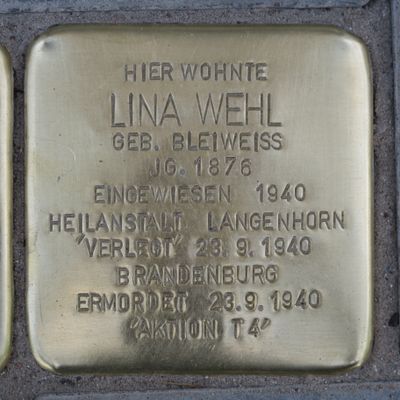 HIER WOHNTE
LINA WEHL
GEB. BLEIWEISS
JG. 1876
EINGEWIESEN 1940
HEILANSTALT LANGENHORN
"VERLEGT" 23.9.1940
BRANDENBURG
ERMORDET 23.9.1940
"AKTION T4"